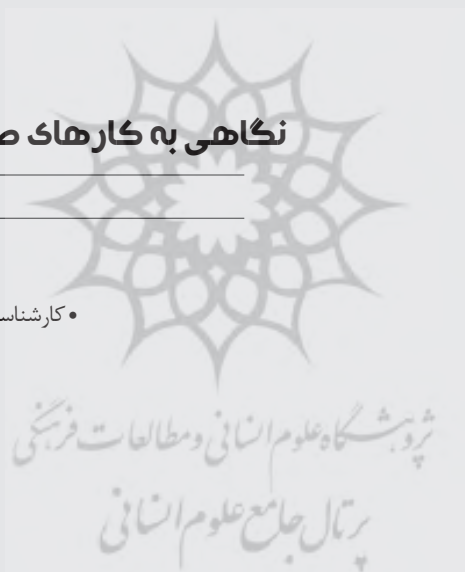 نگاهی به کارهای
• کارشناس
پژوهشگاه علوم انسانی و مطالعات فرهنگی
پرتال جامع علوم انسانی